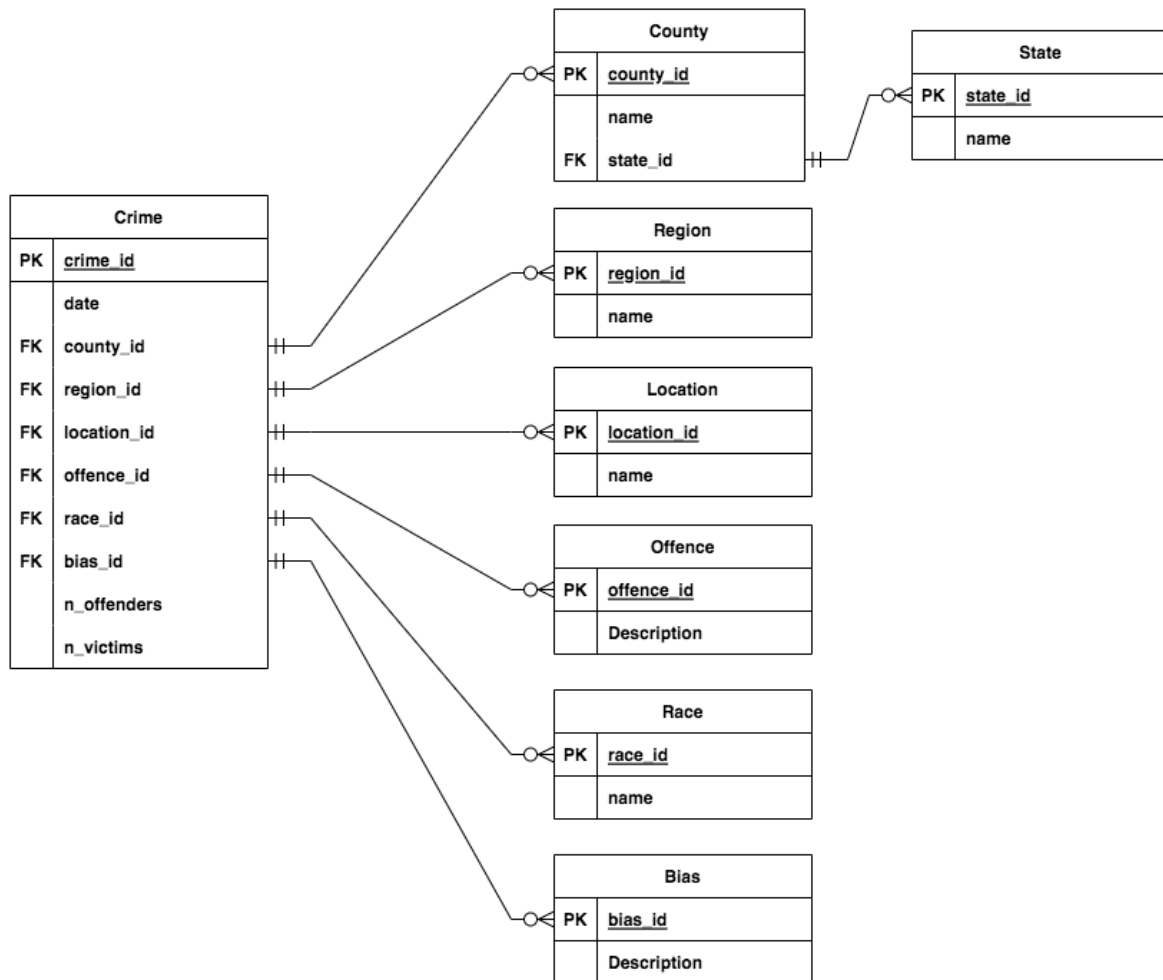 Crime
PK crime_id
date
FK county_id
FK region_id
FK location_id
FK offence_id
FK race_id
FK bias_id
n_offenders
n_victims
County
PK county_id
name
FK state_id
State
PK state_id
name
Region
PK region_id
name
Location
PK location_id
name
Offence
PK offence_id
Description
Race
PK race_id
name
Bias
PK bias_id
Description